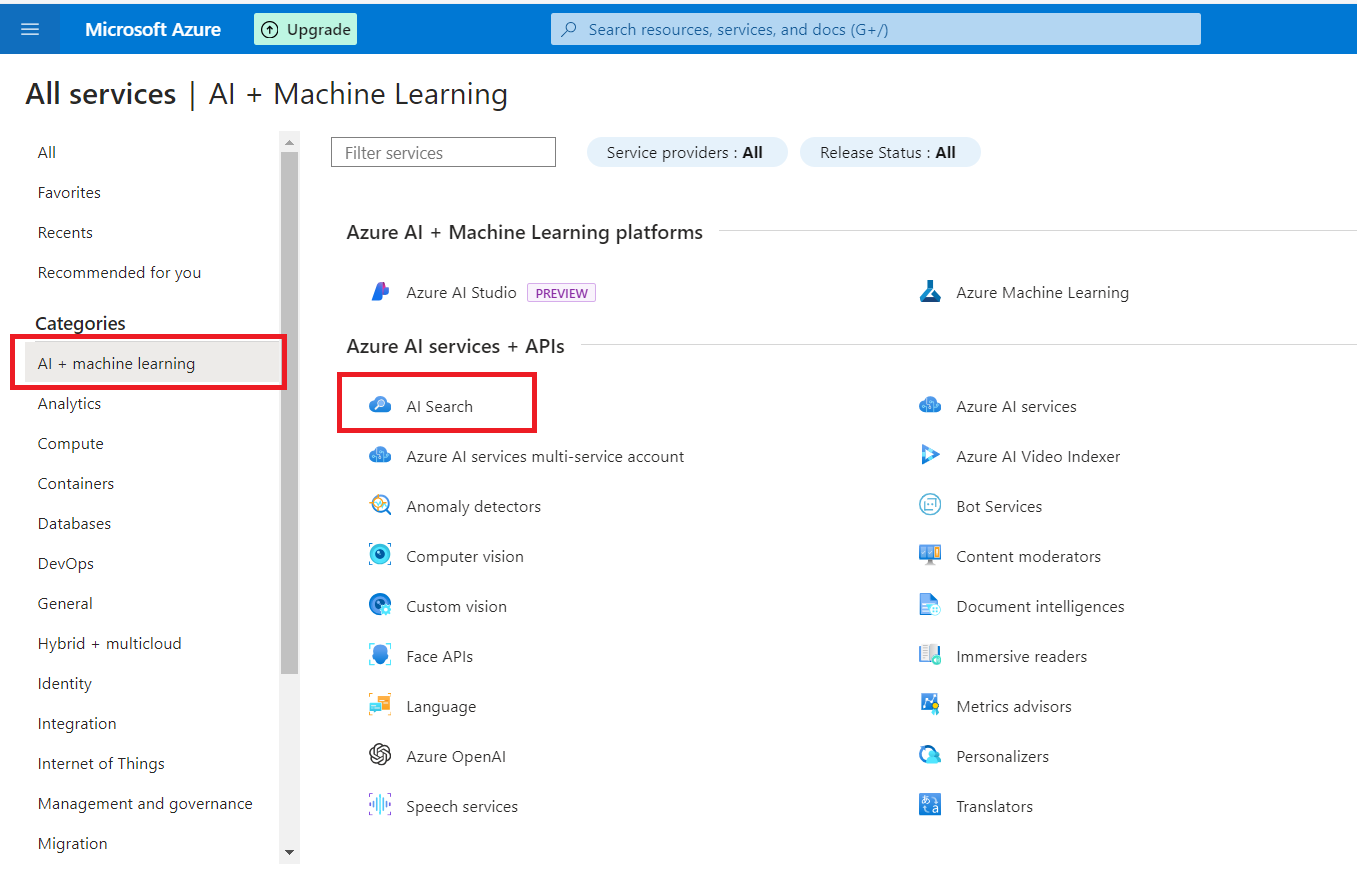 Microsoft Azure
Upgrade
Search resources, services, and docs (G+/)
All services | AI + Machine Learning
All
Favorites
Recents
Recommended for you
Categories
AI + machine learning
Analytics
Compute
Containers
Databases
DevOps
General
Hybrid + multicloud
Identity
Integration
Internet of Things
Management and governance
Migration
Filter services
Service providers : All
Release Status : All
Azure AI + Machine Learning platforms
Azure AI Studio PREVIEW
Azure Machine Learning
Azure AI services + APIs
AI Search
Azure AI services
Azure AI services multi-service account
Azure AI Video Indexer
Anomaly detectors
Bot Services
Computer vision
Content moderators
Custom vision
Document intelligences
Face APIs
Immersive readers
Language
Metrics advisors
Azure OpenAI
Personalizers
Speech services
Translators